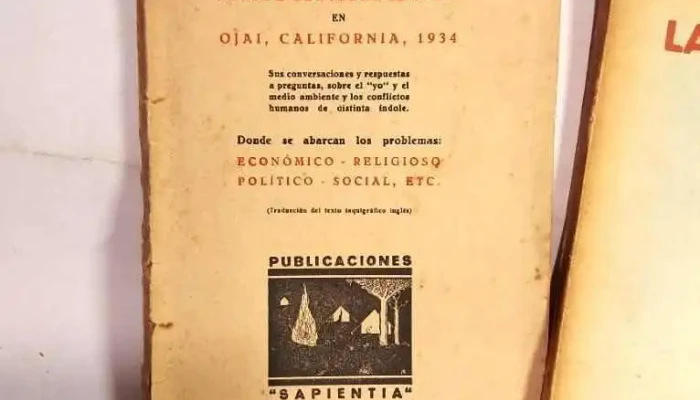 EN
OJAI, CALIFORNIA, 1934
Sus conversaciones y respuestas
a preguntas, sobre el "yo" y el
medio ambiente y los conflictos
humanos de distinta índole.
Donde se abarcan los problemas:
ECONÓMICO - RELIGIOSO
POLÍTICO - SOCIAL, ETC.
(Traducción del texto taquigráfico inglés)
PUBLICACIONES
"SAPIENTIA"
LA